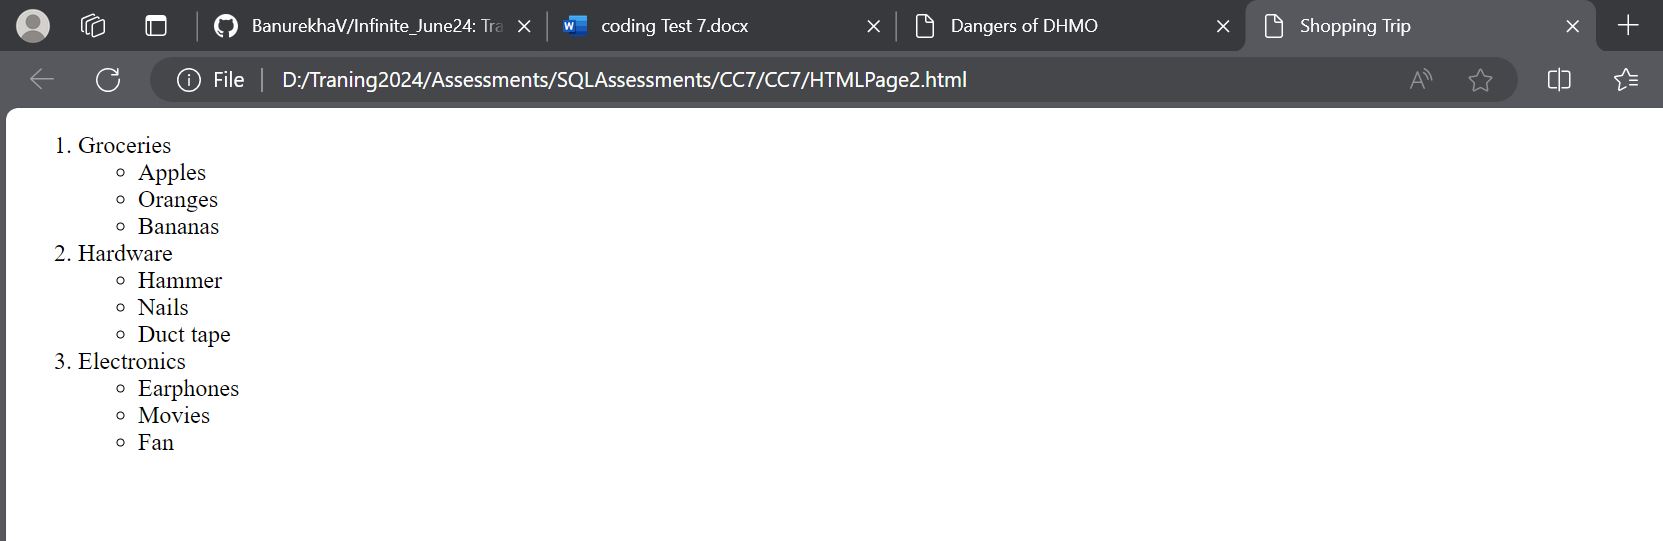 BanurekhaV/Infinite_June24: Tra
coding Test 7.docx
Dangers of DHMO
Shopping Trip
File
D:/Traning2024/Assessments/SQLAssessments/CC7/CC7/HTMLPage2.html
1. Groceries
Apples
Oranges
Bananas
2. Hardware
Hammer
Nails
Duct tape
3. Electronics
Earphones
Movies
Fan